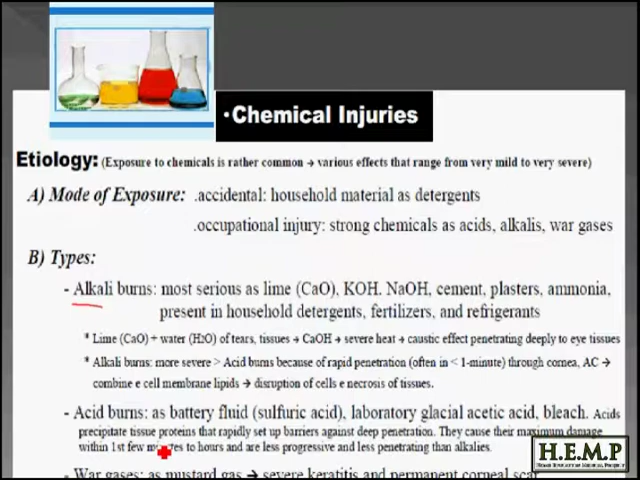 •Chemical Injuries
Etiology: (Exposure to chemicals is rather common → various effects that range from very mild to very severe)
A) Mode of Exposure: .accidental: household material as detergents
.occupational injury: strong chemicals as acids, alkalis, war gases
B) Types:
- Alkali burns: most serious as lime (CaO), KOH. NaOH, cement, plasters, ammonia,
present in household detergents, fertilizers, and refrigerants
* Lime (CaO) + water (H2O) of tears, tissues → CaOH → severe heat → caustic effect penetrating deeply to eye tissues
* Alkali burns: more severe > Acid burns because of rapid penetration (often in < 1-minute) through cornea, AC →
combine e cell membrane lipids → disruption of cells e necrosis of tissues.
- Acid burns: as battery fluid (sulfuric acid), laboratory glacial acetic acid, bleach. Acids
precipitate tissue proteins that rapidly set up barriers against deep penetration. They cause their maximum damage
within 1st few minutes to hours and are less progressive and less penetrating than alkalies.
- War gases: as mustard gas → severe keratitis and permanent corneal scar
H.E.M.P